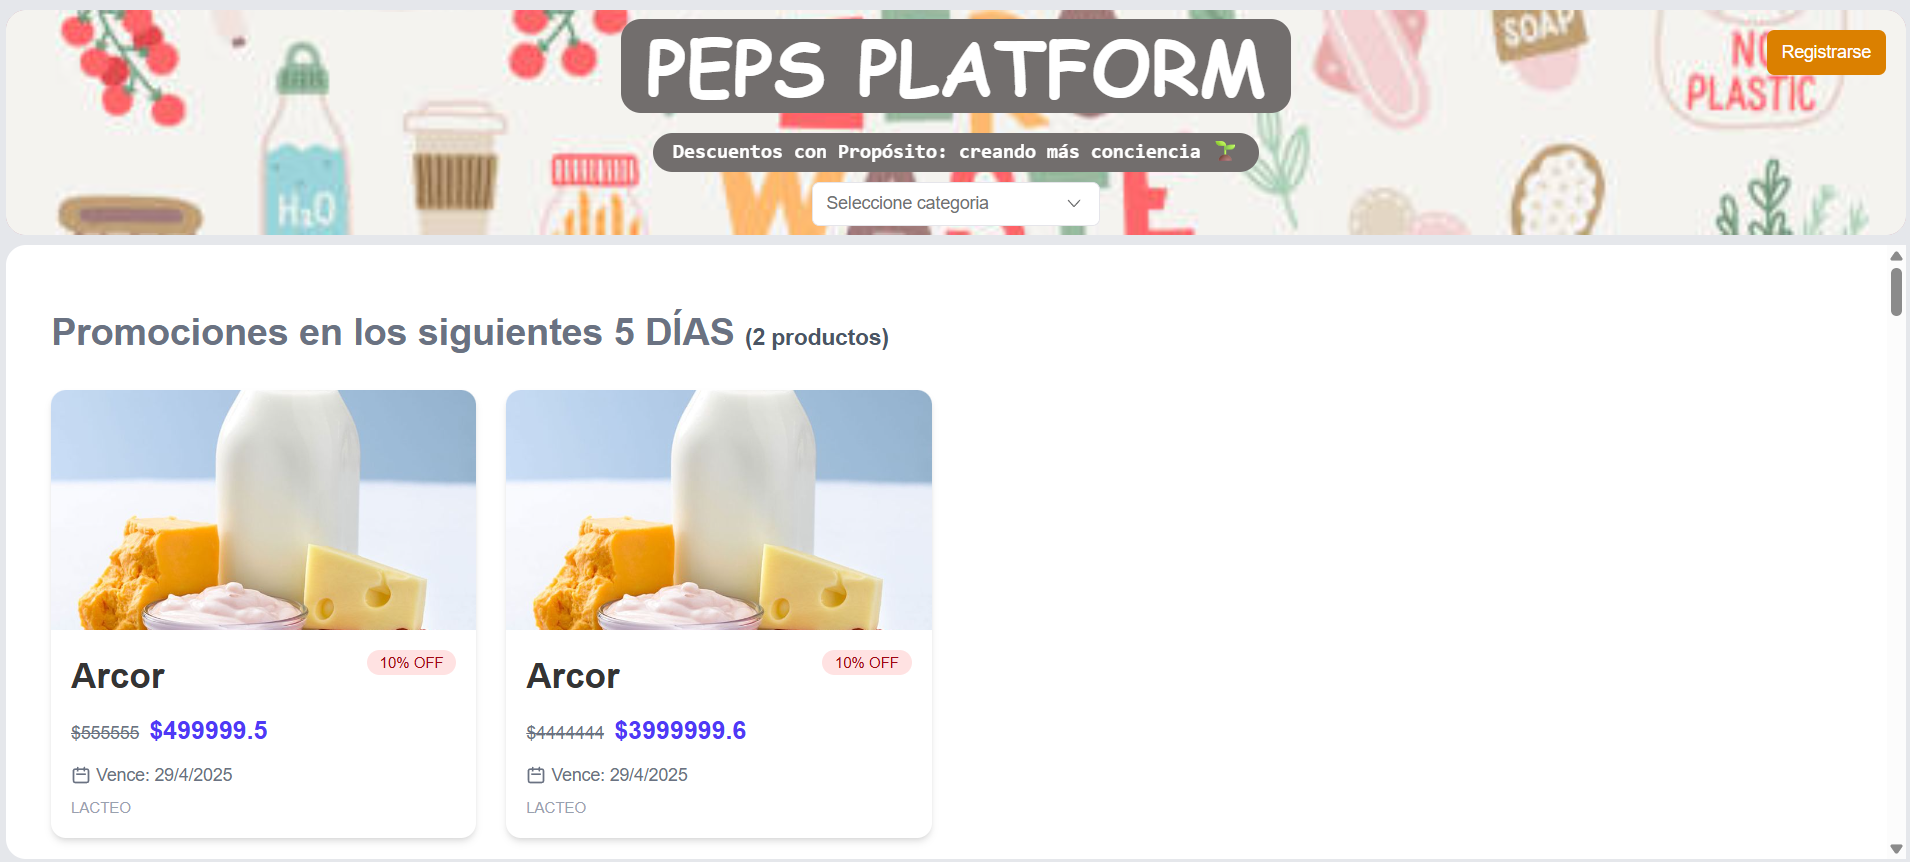 PEPS PLATFORM
Registrarse
SOAP
NO
PLASTIC
Descuentos con Propósito: creando más conciencia 🌱
H₂O
Seleccione categoria
Promociones en los siguientes 5 DÍAS (2 productos)
Arcor
10% OFF
$555555 $499999.5
Vence: 29/4/2025
LACTEO
Arcor
10% OFF
$4444444 $3999999.6
Vence: 29/4/2025
LACTEO